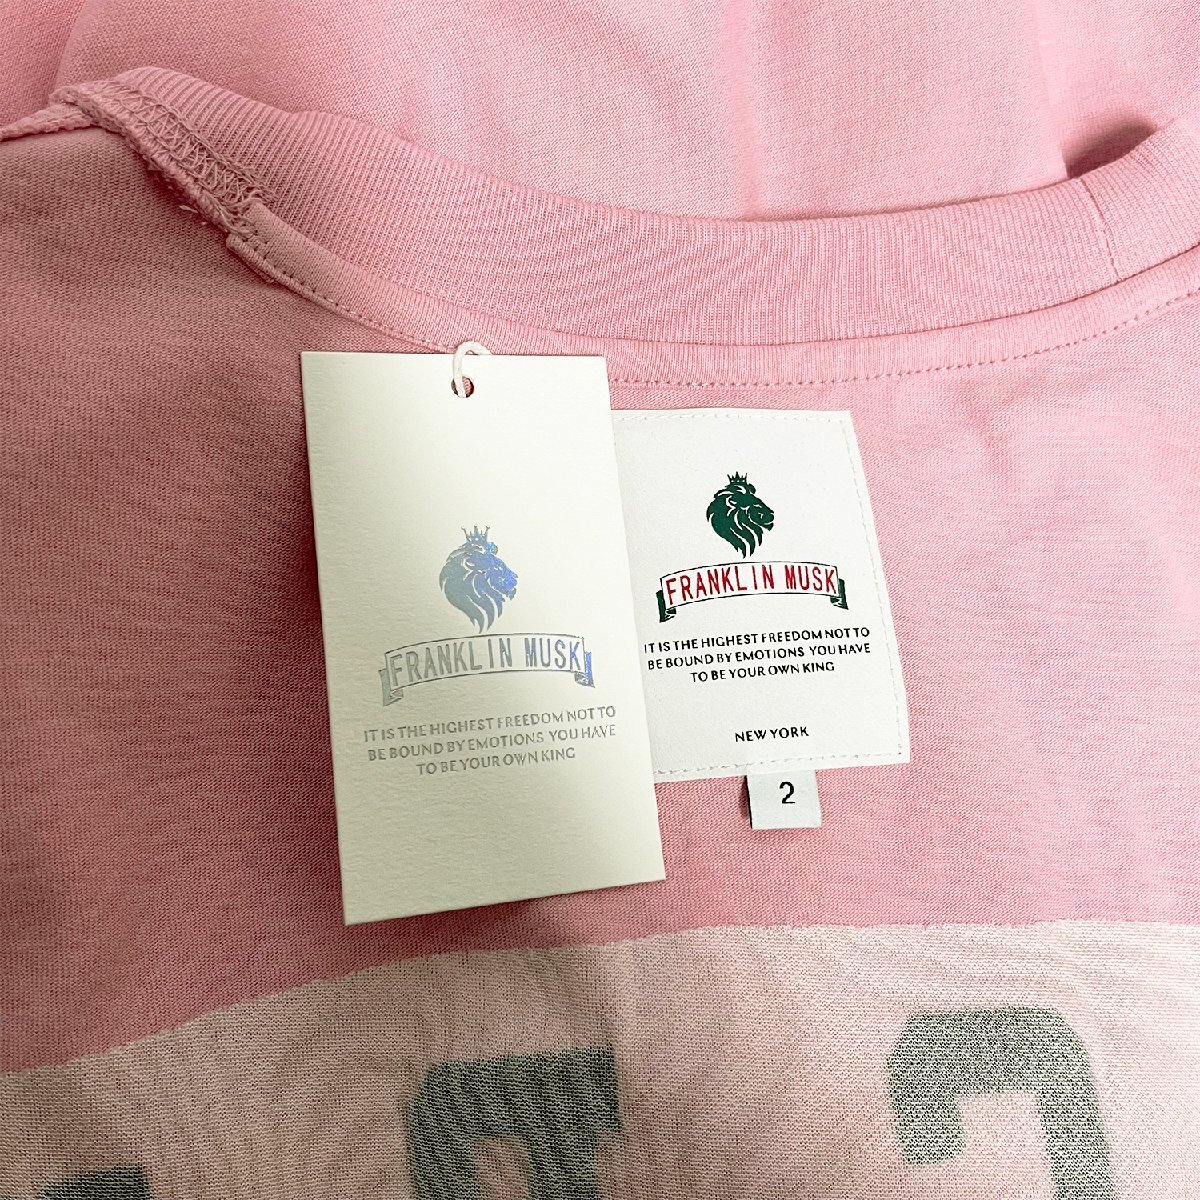 FRANKLIN MUSK
IT IS THE HIGHEST FREEDOM NOT TO
BE BOUND BY EMOTIONS YOU HAVE
TO BE YOUR OWN KING
FRANKLIN MUSK
IT IS THE HIGHEST FREEDOM NOT TO
BE BOUND BY EMOTIONS YOU HAVE
TO BE YOUR OWN KING
NEW YORK
2